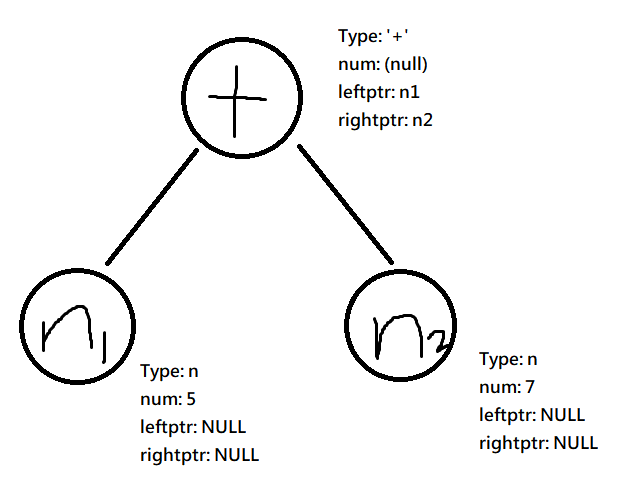 +
Type: '+'
num: (null)
leftptr: n1
rightptr: n2
n1
Type: n
num: 5
leftptr: NULL
rightptr: NULL
n2
Type: n
num: 7
leftptr: NULL
rightptr: NULL